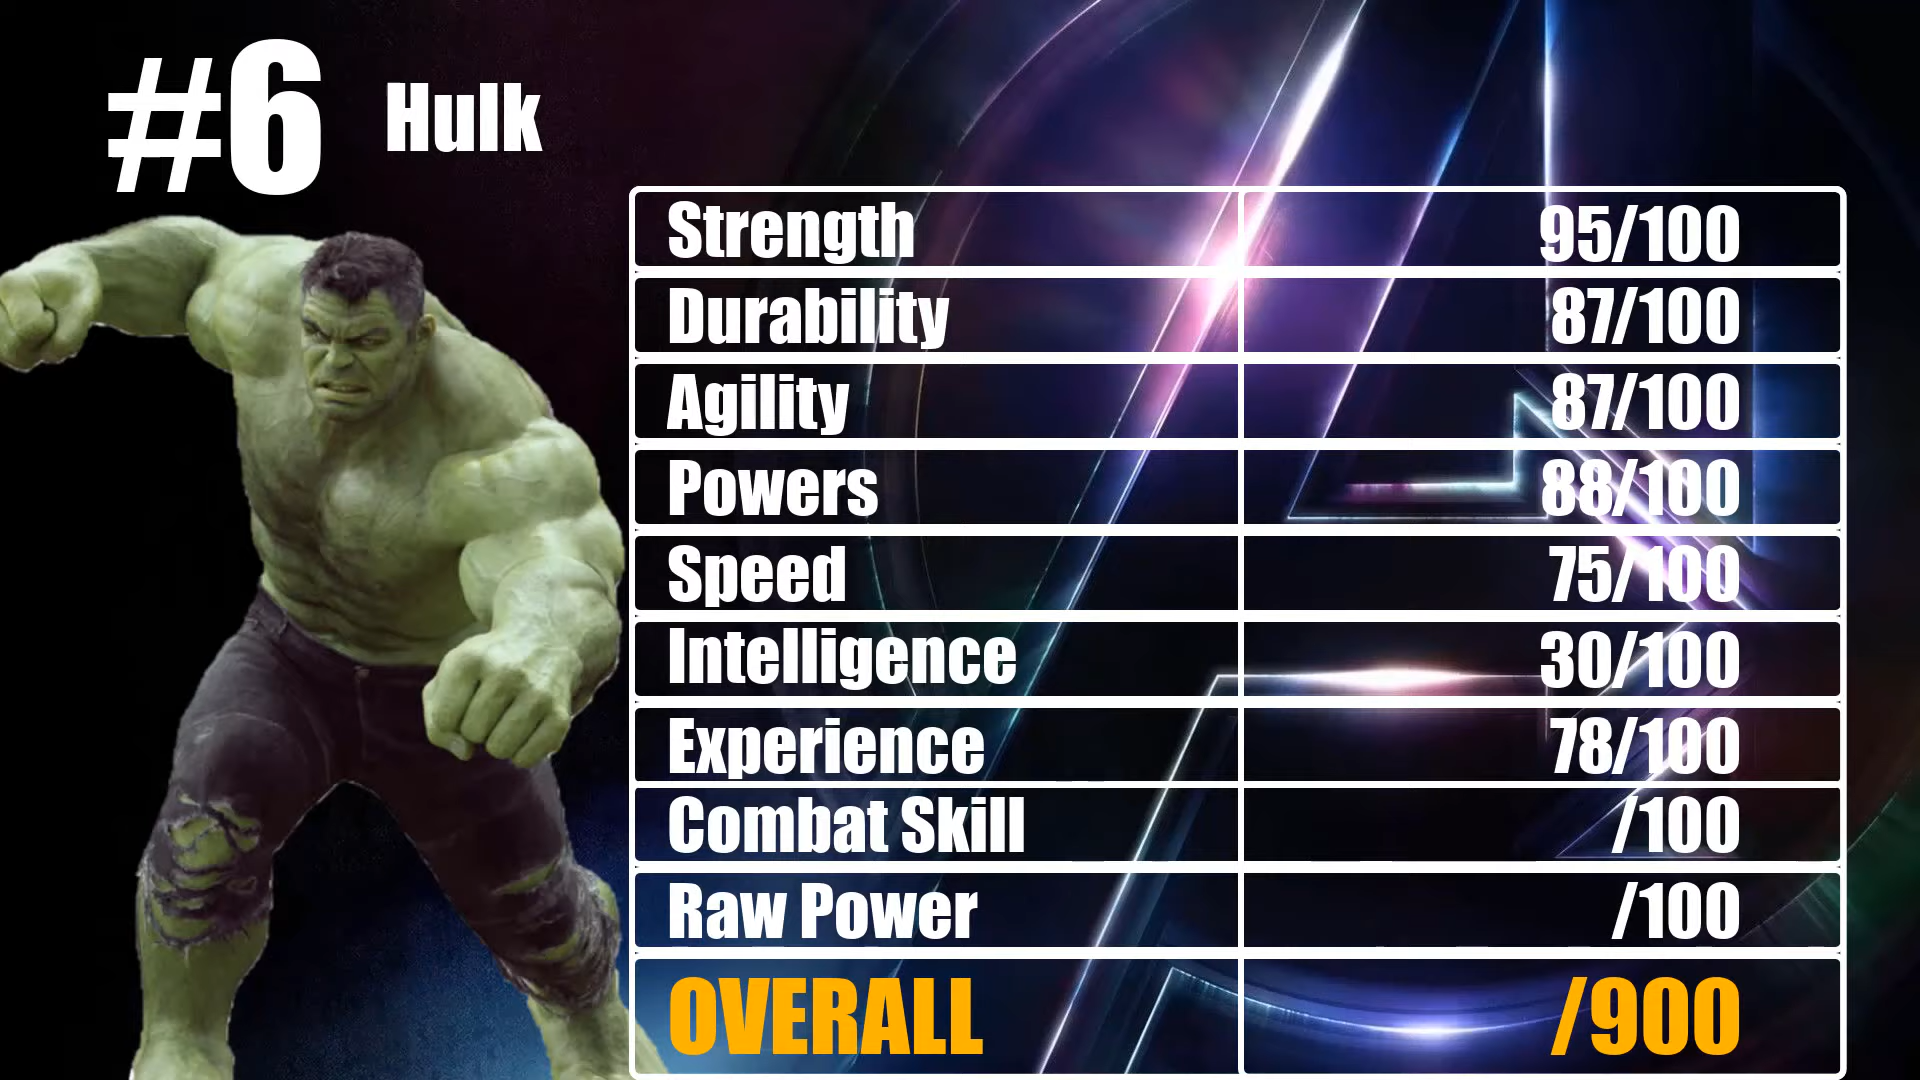 #6 Hulk
Strength 95/100
Durability 87/100
Agility 87/100
Powers 88/100
Speed 75/100
Intelligence 30/100
Experience 78/100
Combat Skill /100
Raw Power /100
OVERALL /900